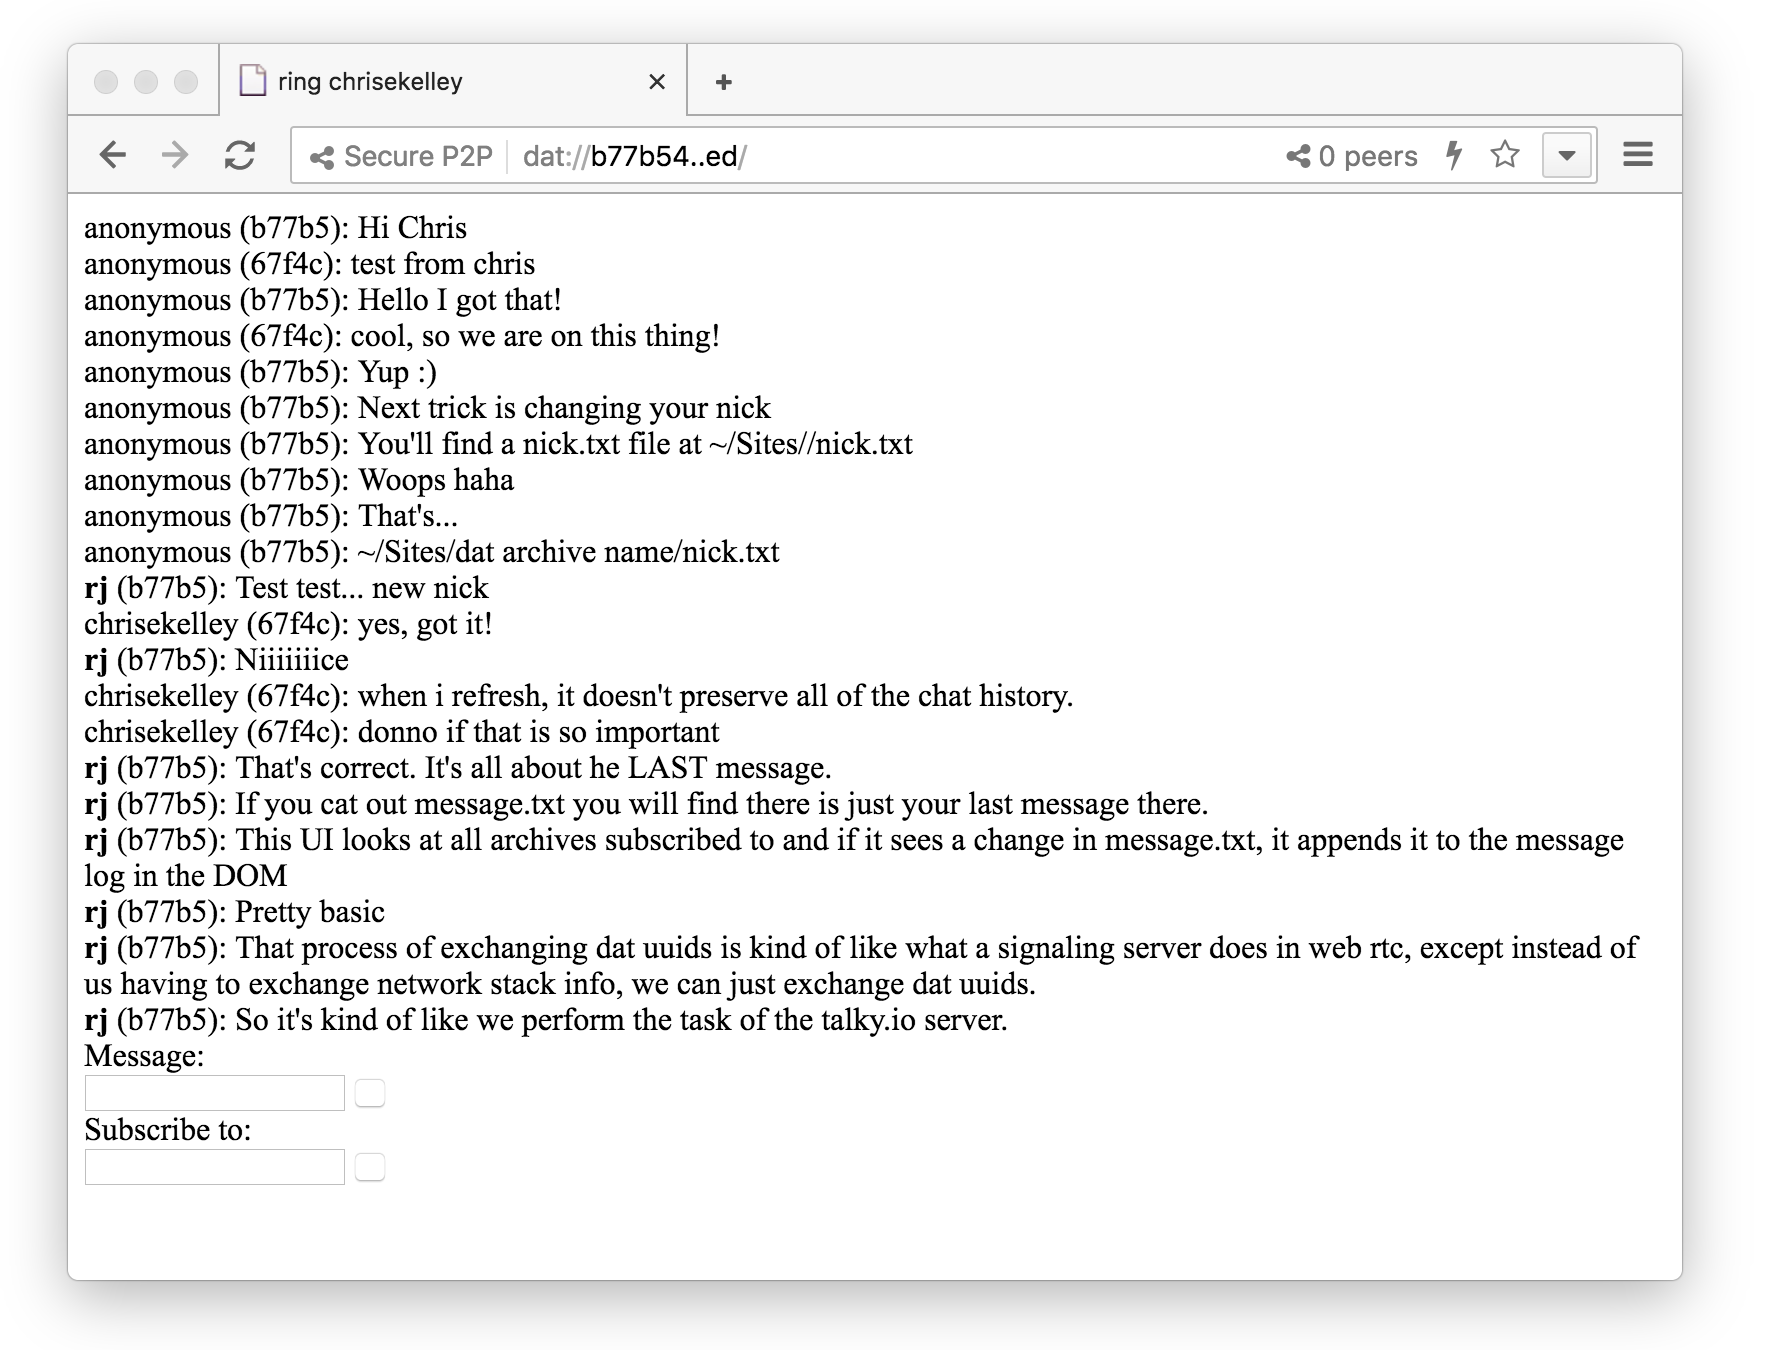 ring chrisekelley
Secure P2P dat://b77b54..ed/ 0 peers
anonymous (b77b5): Hi Chris
anonymous (67f4c): test from chris
anonymous (b77b5): Hello I got that!
anonymous (67f4c): cool, so we are on this thing!
anonymous (b77b5): Yup :)
anonymous (b77b5): Next trick is changing your nick
anonymous (b77b5): You'll find a nick.txt file at ~/Sites//nick.txt
anonymous (b77b5): Woops haha
anonymous (b77b5): That's...
anonymous (b77b5): ~/Sites/dat archive name/nick.txt
rj (b77b5): Test test... new nick
chrisekelley (67f4c): yes, got it!
rj (b77b5): Niiiiiiice
chrisekelley (67f4c): when i refresh, it doesn't preserve all of the chat history.
chrisekelley (67f4c): donno if that is so important
rj (b77b5): That's correct. It's all about he LAST message.
rj (b77b5): If you cat out message.txt you will find there is just your last message there.
rj (b77b5): This UI looks at all archives subscribed to and if it sees a change in message.txt, it appends it to the message
log in the DOM
rj (b77b5): Pretty basic
rj (b77b5): That process of exchanging dat uuids is kind of like what a signaling server does in web rtc, except instead of
us having to exchange network stack info, we can just exchange dat uuids.
rj (b77b5): So it's kind of like we perform the task of the talky.io server.
Message:
Subscribe to: